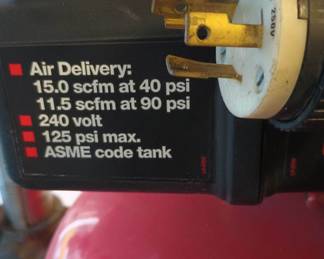 250V
Air Delivery:
15.0 scfm at 40 psi
11.5 scfm at 90 psi
240 volt
125 psi max.
ASME code tank